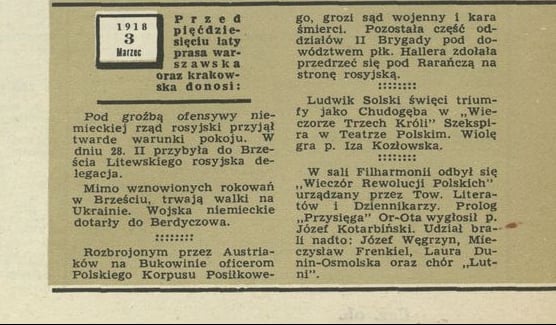 1918
3
Marzec
Przed
pięćdzie-
sięciu laty
prasa war-
szawska
oraz krakow-
ska donosi:
Pod groźbą ofensywy nie-
mieckiej rząd rosyjski przyjął
twarde warunki pokoju. W
dniu 28. II przybyła do Brze-
ścia Litewskiego rosyjska de-
legacja.
Mimo wznowionych rokowań
w Brześciu, trwają walki na
Ukrainie. Wojska niemieckie
dotarły do Berdyczowa.
Rozbrojonym przez Austria-
ków na Bukowinie oficerom
Polskiego Korpusu Posiłkowe-
go, grozi sąd wojenny i kara
śmierci. Pozostała część od-
działów II Brygady pod do-
wództwem płk. Hallera zdołała
przedrzeć się pod Rarańczą na
stronę rosyjską.
Ludwik Solski święci trium-
fy jako Chudogęba w „Wie-
czorze Trzech Króli" Szekspi-
ra w Teatrze Polskim. Wiolę
gra p. Iza Kozłowska.
W sali Filharmonii odbył się
„Wieczór Rewolucji Polskich"
urządzany przez Tow. Litera-
tów i Dziennikarzy. Prolog
„Przysięga" Or-Ota wygłosił p.
Józef Kotarbiński. Udział bra-
li nadto: Józef Węgrzyn, Mie-
czysław Frenkiel, Laura Du-
nin-Osmolska oraz chór „Lut-
ni".